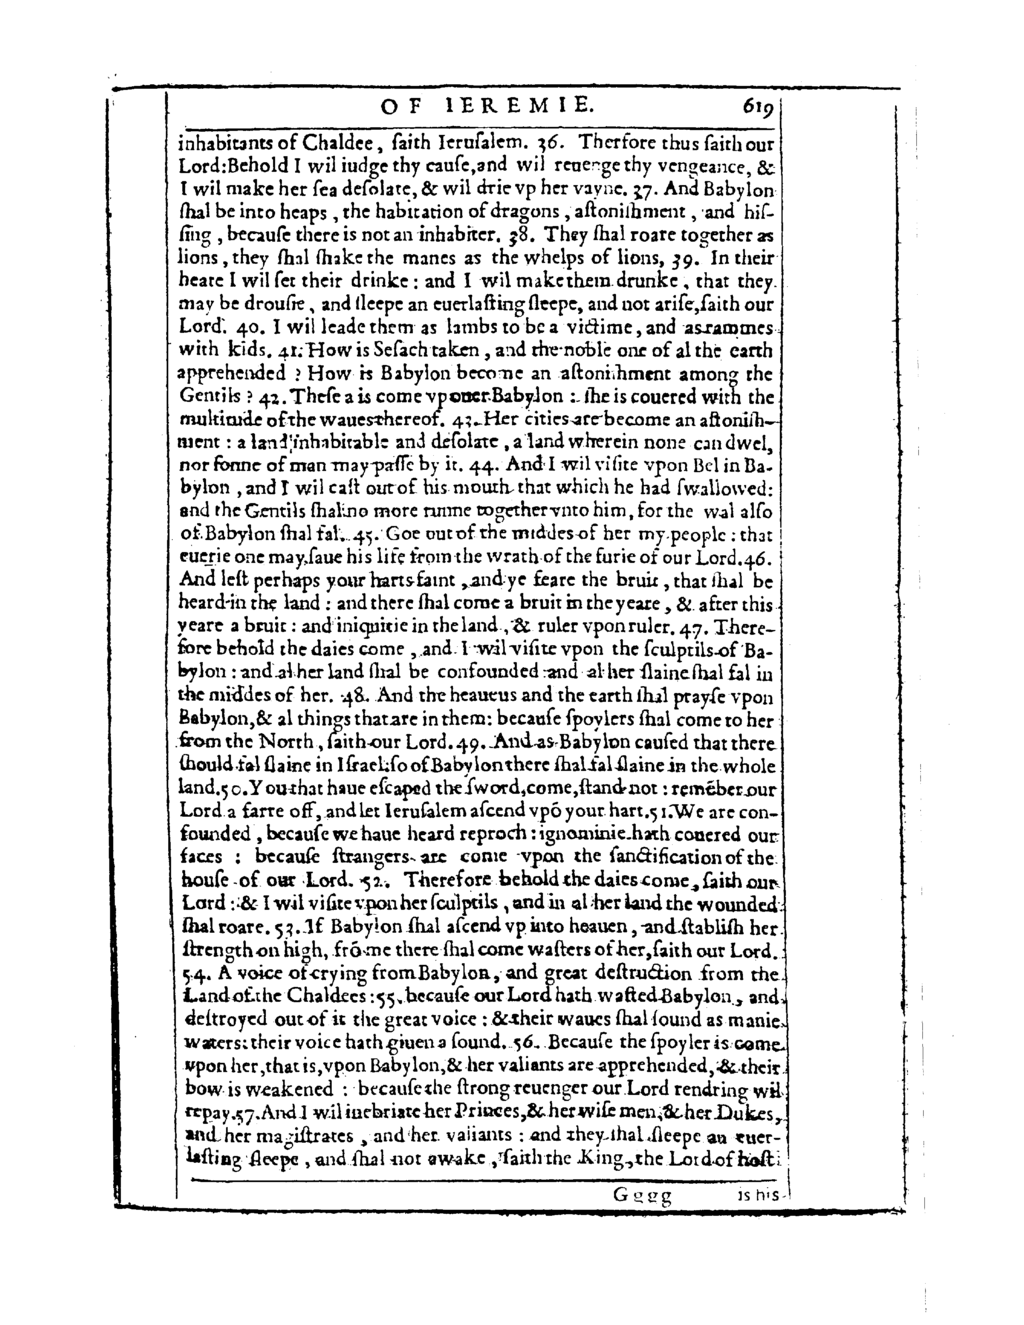 OF IEREMIE. 619
inhabitants of Chaldee, ſaith Ieruſalem. 36. Therfore thus ſaith our
Lord: Behold I wil iudge thy cauſe, and wil reuenge thy vengeance, &
I wil make her ſea deſolate, & wil drie vp her vayne. 37. And Babylon
ſhal be into heaps, the habitation of dragons, aſtoniſhment, and hiſ-
ſing, becauſe there is not an inhabiter. 38. They ſhal roare together as
lions, they ſhal ſhake the manes as the whelps of lions, 39. In their
heate I wil ſet their drinke: and I wil make them drunke, that they
may be drouſie, and ſleepe an euerlaſting ſleepe, and not ariſe, ſaith our
Lord. 40. I wil leade them as lambs to be a victime, and as rammes
with kids. 41. How is Seſach taken, and the noble one of al the earth
apprehended? How is Babylon become an aſtoniſhment among the
Gentils? 42. The ſea is come vpouer Babylon: ſhe is couered with the
multitude of the waues thereof. 43. Her cities are become an aſtoniſh-
ment: a land inhabitable and deſolate, a land wherein none can dwel,
nor ſonne of man may paſſe by it. 44. And I wil viſite vpon Bel in Ba-
bylon, and I wil caſt out of his mouth that which he had ſwallowed:
and the Gentils ſhal no more runne together vnto him, for the wal alſo
of Babylon ſhal fal. 45. Goe out of the middes of her my people: that
euerie one may ſaue his life from the wrath of the furie of our Lord. 46.
And leſt perhaps your harts faint, and ye feare the bruit, that ſhal be
heard in the land: and there ſhal come a bruit in the yeare, & after this
yeare a bruit: and iniquitie in the land, & ruler vpon ruler. 47. There-
fore behold the daies come, and I wil viſite vpon the ſculptils of Ba-
bylon: and al her land ſhal be confounded: and al her ſlaine ſhal fal in
the middes of her. 48. And the heaueus and the earth ſhal prayſe vpon
Babylon, & al things that are in them: becauſe ſpoylers ſhal come to her
from the North, ſaith our Lord. 49. And as Babylon cauſed that there
ſhould fal ſlaine in Iſrael: ſo of Babylon there ſhal fal ſlaine in the whole
land. 50. You that haue eſcaped the ſword, come, ſtand not: remēber our
Lord a farre off, and let Ieruſalem aſcend vpō your hart. 51. We are con-
founded, becauſe we haue heard reproch: ignominie hath couered our
faces: becauſe ſtrangers are come vpon the ſanctification of the
houſe of our Lord. 52. Therefore behold the daies come, ſaith our
Lord: & I wil viſite vpon her ſculptils, and in al her land the wounded
ſhal roare. 53. If Babylon ſhal aſcend vp into heauen, and ſtabliſh her
ſtrength on high, frō me there ſhal come waſters of her, ſaith our Lord.
54. A voice of crying from Babylon, and great deſtruction from the
Land of the Chaldees: 55. becauſe our Lord hath waſted Babylon, and
deſtroyed out of it the great voice: & their waues ſhal ſound as manie
waters: their voice hath giuen a ſound. 56. Becauſe the ſpoyler is come
vpon her, that is, vpon Babylon, & her valiants are apprehended, & their
bow is weakened: becauſe the ſtrong reuenger our Lord rendring wil
repay. 57. And I wil inebriate her Princes, & her wiſe men, & her Dukes,
and her magiſtrates, and her valiants: and they ſhal ſleepe an euer-
laſting ſleepe, and ſhal not awake, ſaith the King, the Lord of hoſts
Gggg is his